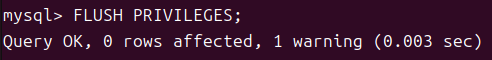 mysql> FLUSH PRIVILEGES;
Query OK, 0 rows affected, 1 warning (0.003 sec)